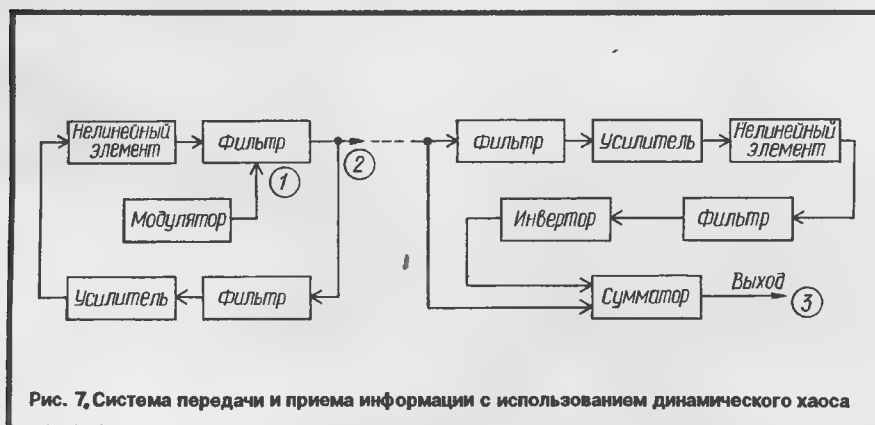 Нелинейный
элемент
Фильтр
Модулятор
1
2
Усилитель
Фильтр
Фильтр
Усилитель
Нелинейный
элемент
Инвертор
Фильтр
Сумматор
Выход
3
Рис. 7, Система передачи и приема информации с использованием динамического хаоса